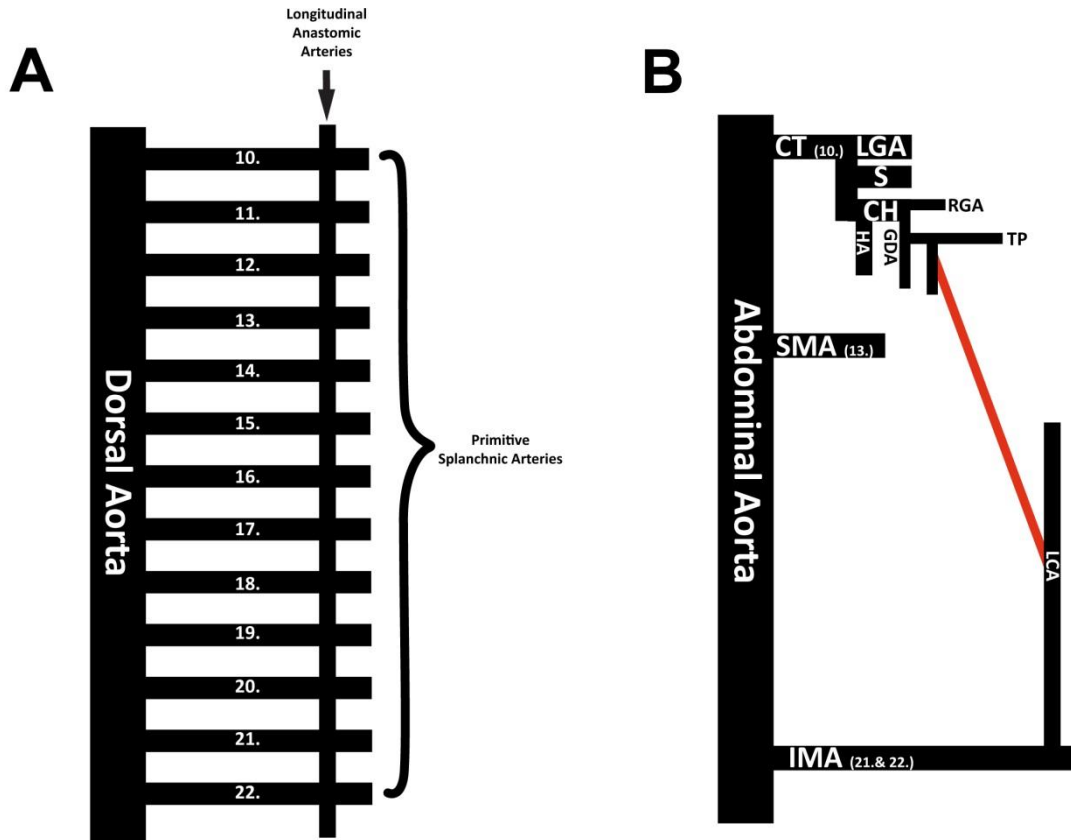 A
Longitudinal
Anastomic
Arteries
Dorsal Aorta
10.
11.
12.
13.
14.
15.
16.
17.
18.
19.
20.
21.
22.
Primitive
Splanchnic Arteries
B
Abdominal Aorta
CT (10.) LGA
S
CH
RGA
HA
GDA
TP
SMA (13.)
LCA
IMA (21.& 22.)